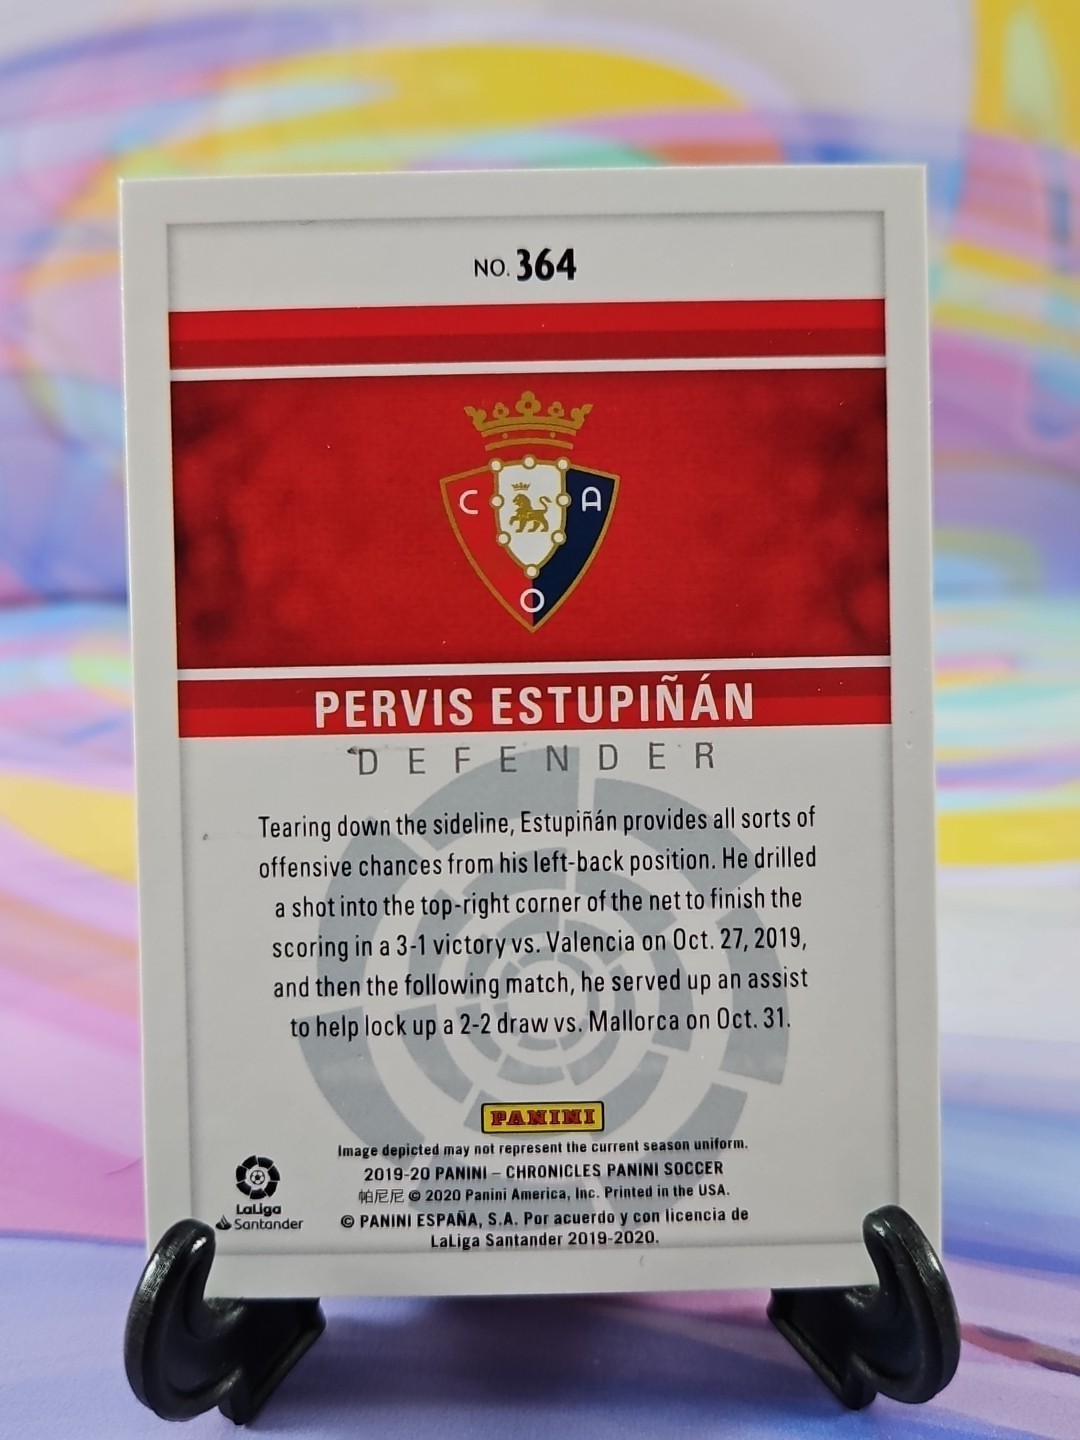 NO. 364
C A
O
PERVIS ESTUPIÑÁN
DEFENDER
Tearing down the sideline, Estupiñán provides all sorts of
offensive chances from his left-back position. He drilled
a shot into the top-right corner of the net to finish the
scoring in a 3-1 victory vs. Valencia on Oct. 27, 2019,
and then the following match, he served up an assist
to help lock up a 2-2 draw vs. Mallorca on Oct. 31.
PANINI
Image depicted may not represent the current season uniform.
2019-20 PANINI – CHRONICLES PANINI SOCCER
帕尼尼 © 2020 Panini America, Inc. Printed in the USA.
© PANINI ESPAÑA, S.A. Por acuerdo y con licencia de
LaLiga Santander 2019-2020.
LaLiga
Santander